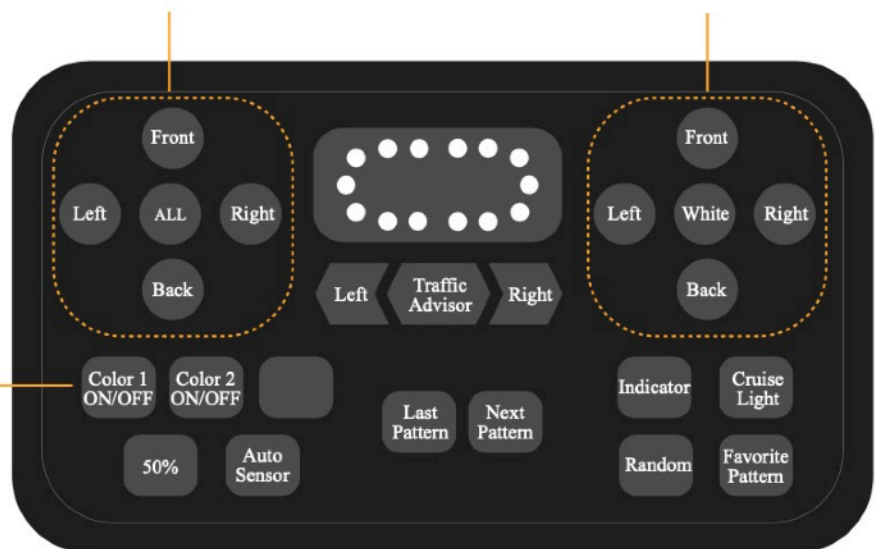 Front
Left
ALL
Right
Back
Left
Traffic
Advisor
Right
Front
Left
White
Right
Back
Color 1
ON/OFF
Color 2
ON/OFF
50%
Auto
Sensor
Last
Pattern
Next
Pattern
Indicator
Cruise
Light
Random
Favorite
Pattern